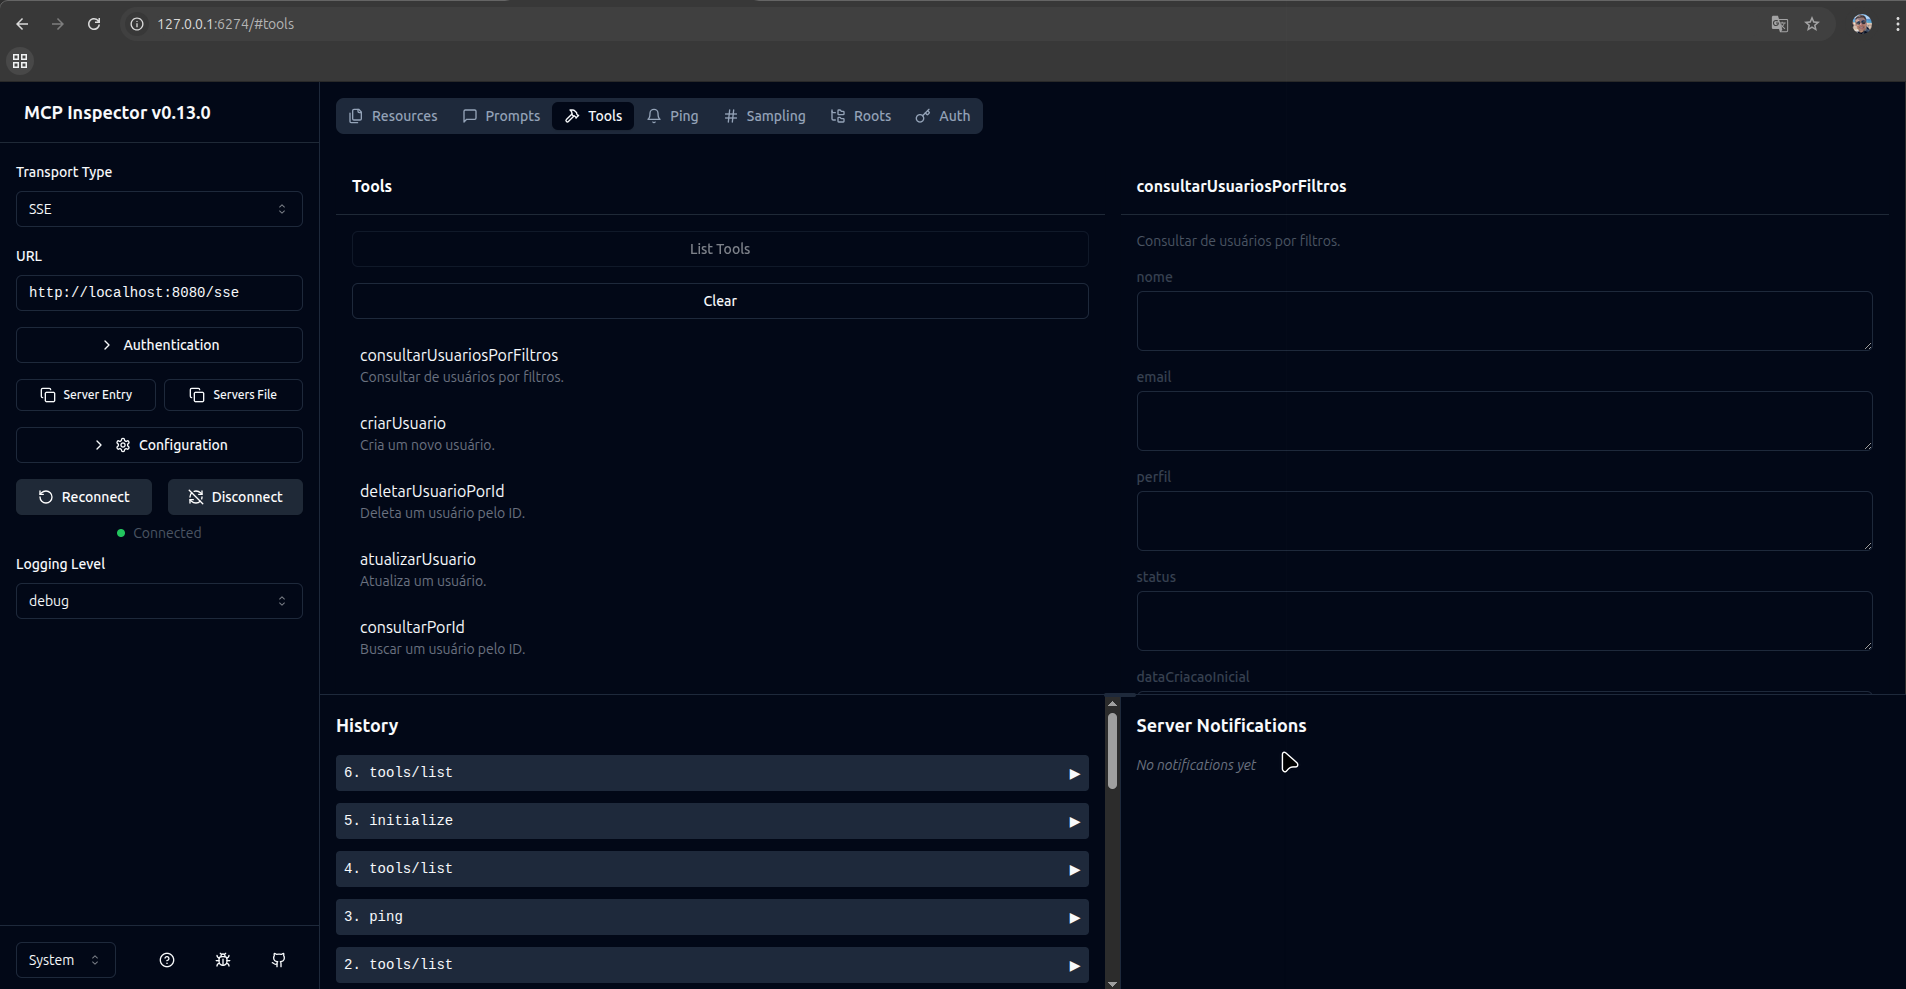 127.0.0.1:6274/#tools
MCP Inspector v0.13.0
Transport Type
SSE
URL
http://localhost:8080/sse
Authentication
Server Entry
Servers File
Configuration
Reconnect
Disconnect
Connected
Logging Level
debug
System
Resources
Prompts
Tools
Ping
Sampling
Roots
Auth
Tools
List Tools
Clear
consultarUsuariosPorFiltros
Consultar de usuários por filtros.
criarUsuario
Cria um novo usuário.
deletarUsuarioPorId
Deleta um usuário pelo ID.
atualizarUsuario
Atualiza um usuário.
consultarPorId
Buscar um usuário pelo ID.
consultarUsuariosPorFiltros
Consultar de usuários por filtros.
nome
email
perfil
status
dataCriacaoInicial
History
6. tools/list
5. initialize
4. tools/list
3. ping
2. tools/list
Server Notifications
No notifications yet